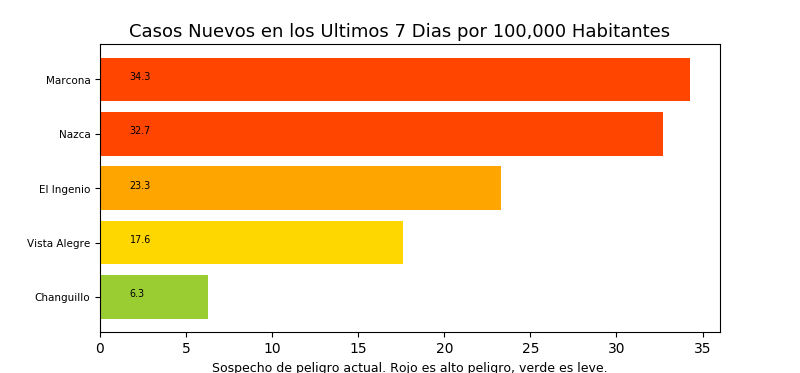 Casos Nuevos en los Ultimos 7 Dias por 100,000 Habitantes
Marcona 34.3
Nazca 32.7
El Ingenio 23.3
Vista Alegre 17.6
Changuillo 6.3
0 5 10 15 20 25 30 35
Sospecho de peligro actual. Rojo es alto peligro, verde es leve.